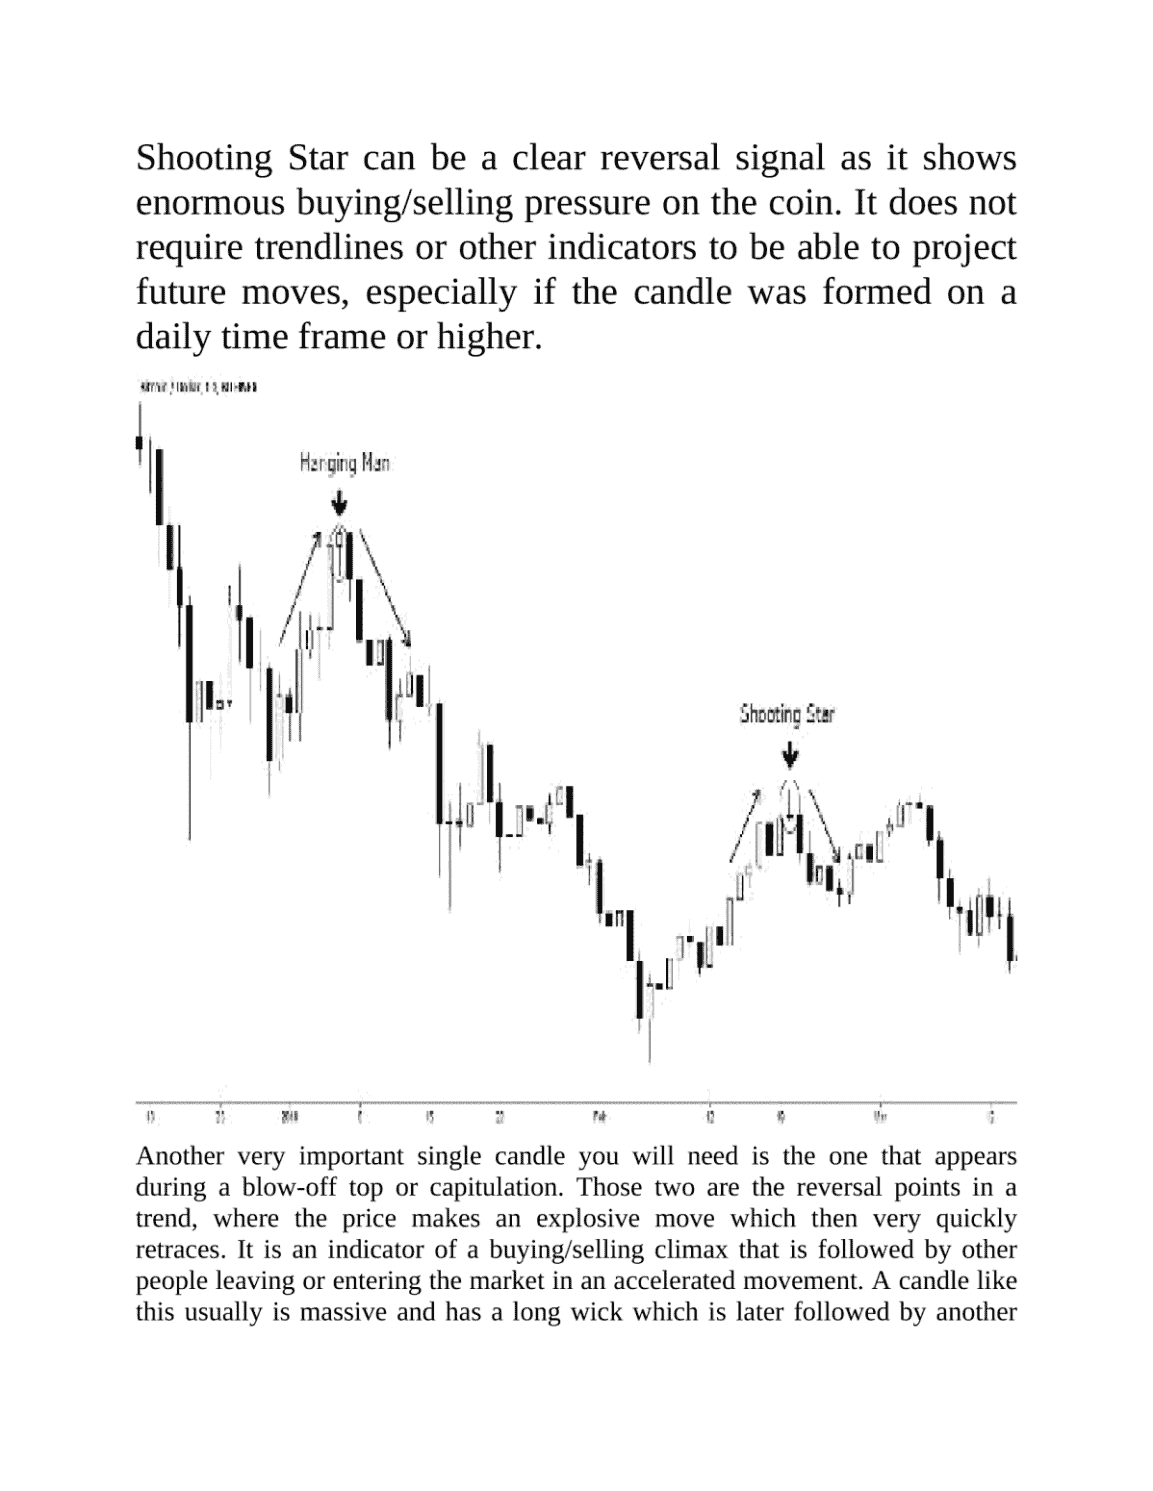 Shooting Star can be a clear reversal signal as it shows
enormous buying/selling pressure on the coin. It does not
require trendlines or other indicators to be able to project
future moves, especially if the candle was formed on a
daily time frame or higher.
Hanging Man
Shooting Star
2018
Feb
Mar
Another very important single candle you will need is the one that appears
during a blow-off top or capitulation. Those two are the reversal points in a
trend, where the price makes an explosive move which then very quickly
retraces. It is an indicator of a buying/selling climax that is followed by other
people leaving or entering the market in an accelerated movement. A candle like
this usually is massive and has a long wick which is later followed by another